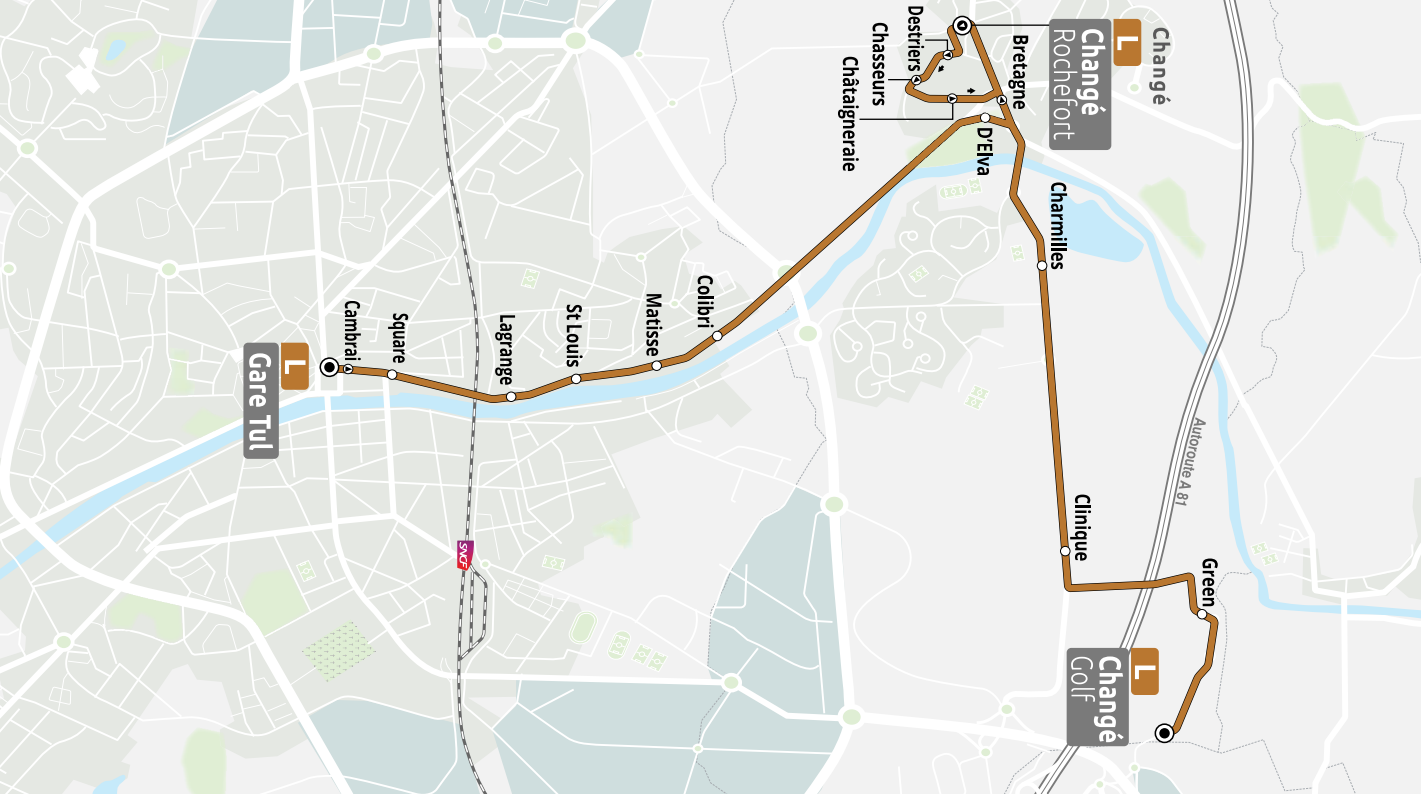 Changé
L
Changé
Rochefort
Bretagne
Destriers
Chasseurs
Châtaigneraie
D'Elva
Charmilles
Clinique
Autoroute A 81
Green
L
Changé
Golf
Colibri
Matisse
St Louis
Lagrange
Square
Cambrai
L
Gare Tul
SNCF